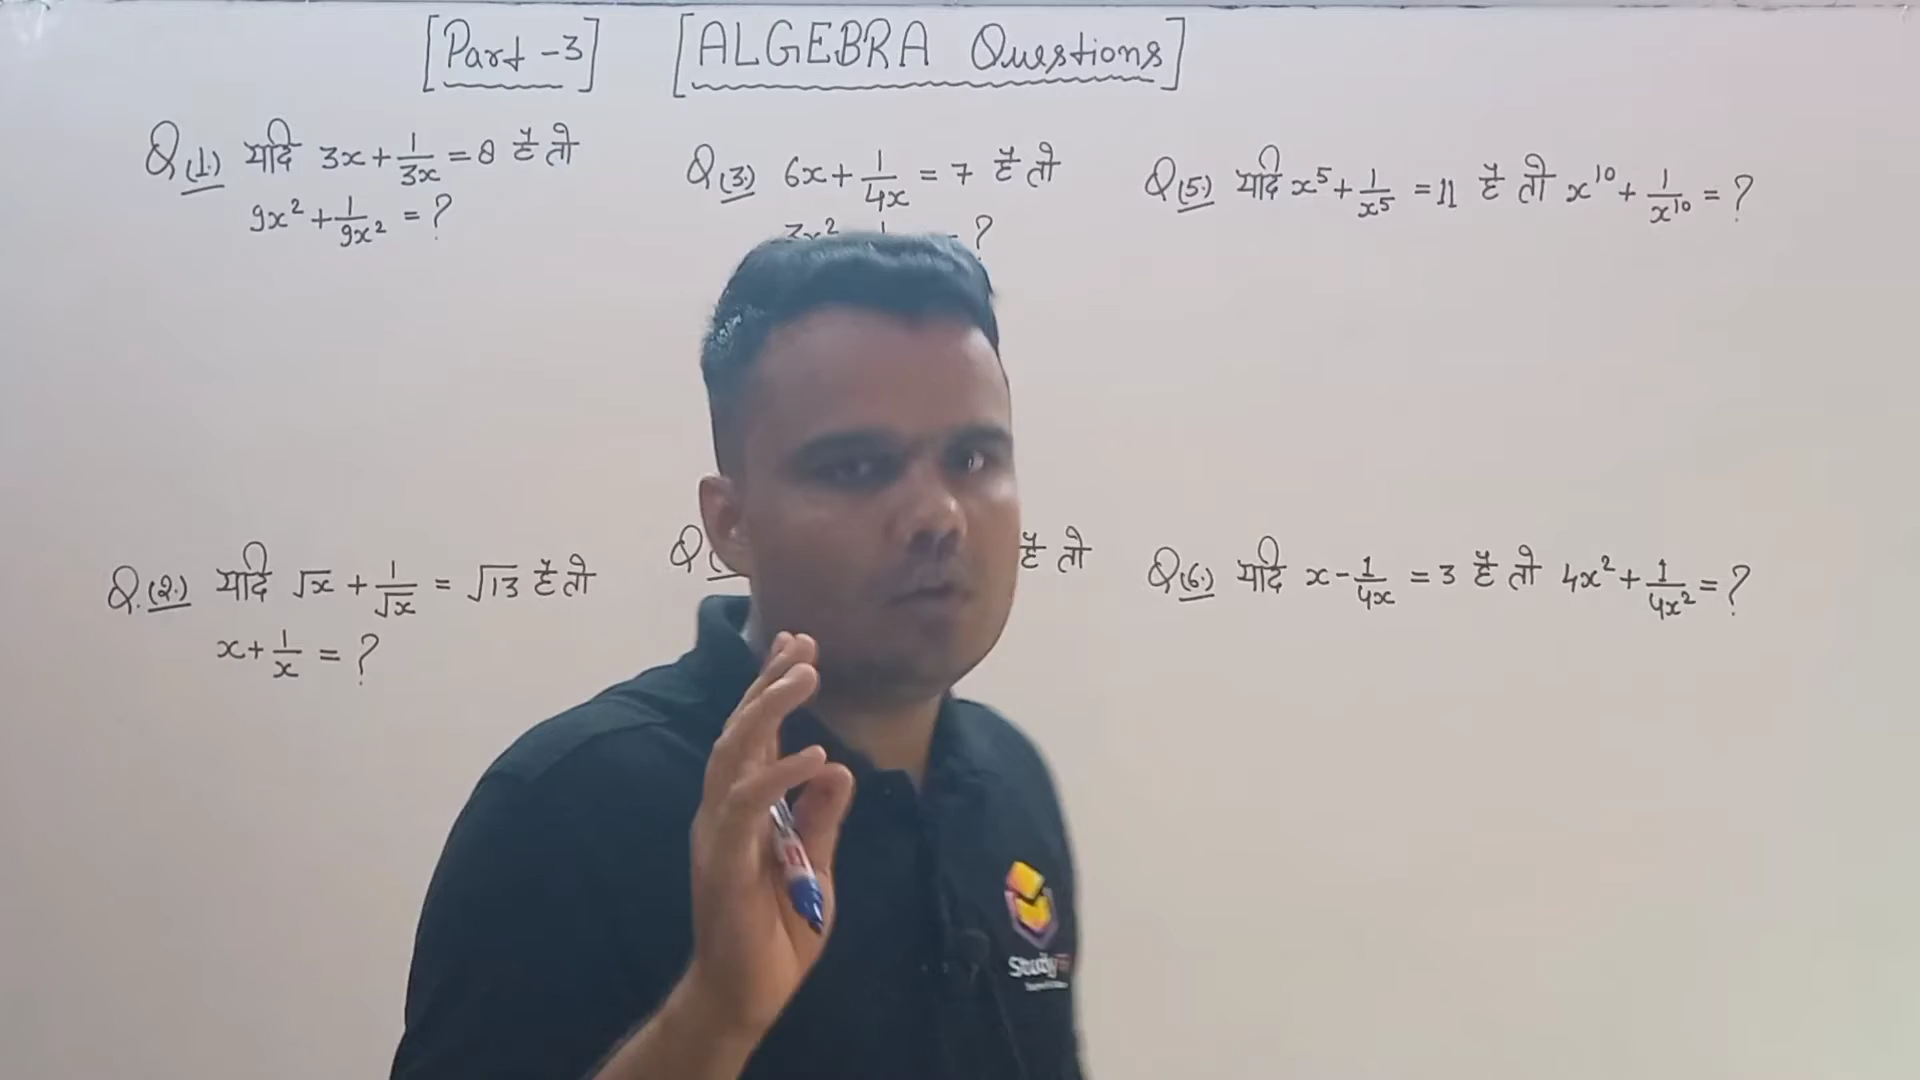 [Part-3] [ALGEBRA Questions]
Q(1.) यदि 3x + 1/3x = 8 है तो
9x² + 1/9x² = ?
Q.(2.) यदि √x + 1/√x = √13 है तो
x + 1/x = ?
Q(3.) 6x + 1/4x = 7 है तो
= ?
Q(
है तो
Q(5.) यदि x⁵ + 1/x⁵ = 11 है तो x¹⁰ + 1/x¹⁰ = ?
Q(6.) यदि x - 1/4x = 3 है तो 4x² + 1/4x² = ?
Study